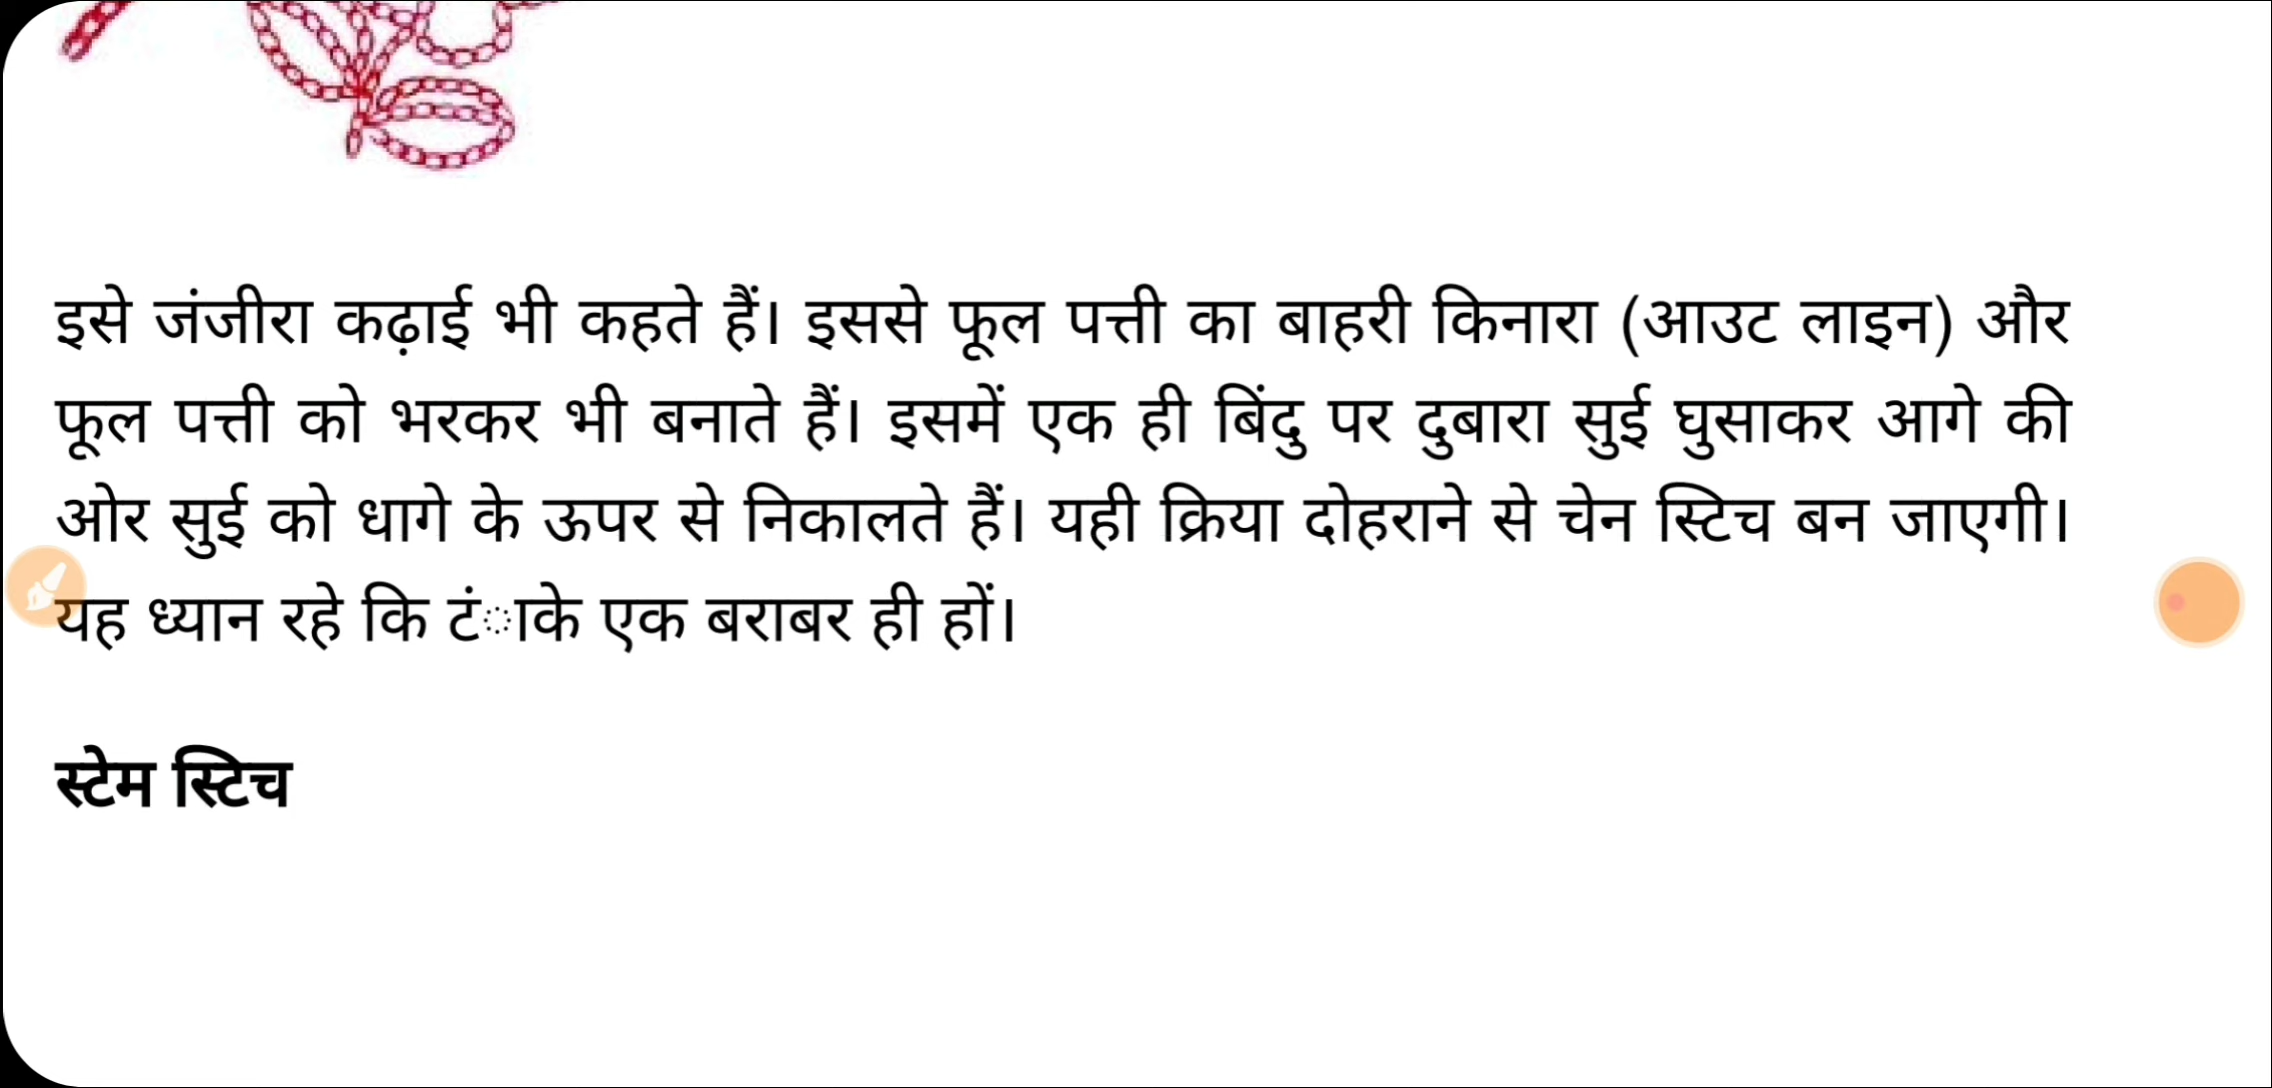 इसे जंजीरा कढ़ाई भी कहते हैं। इससे फूल पत्ती का बाहरी किनारा (आउट लाइन) और
फूल पत्ती को भरकर भी बनाते हैं। इसमें एक ही बिंदु पर दुबारा सुई घुसाकर आगे की
ओर सुई को धागे के ऊपर से निकालते हैं। यही क्रिया दोहराने से चेन स्टिच बन जाएगी।
यह ध्यान रहे कि टंाके एक बराबर ही हों।
स्टेम स्टिच